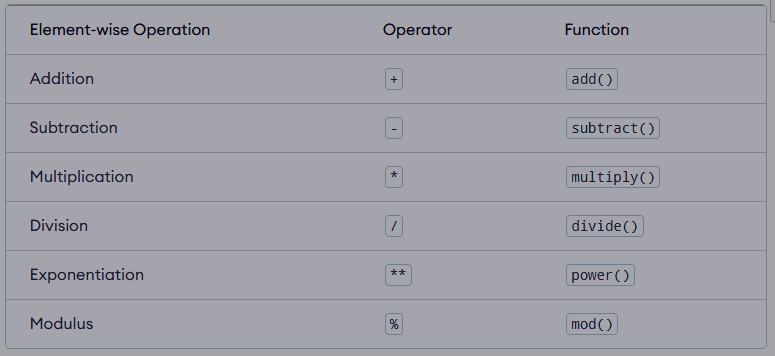 Element-wise Operation Operator Function
Addition + add()
Subtraction - subtract()
Multiplication * multiply()
Division / divide()
Exponentiation ** power()
Modulus % mod()